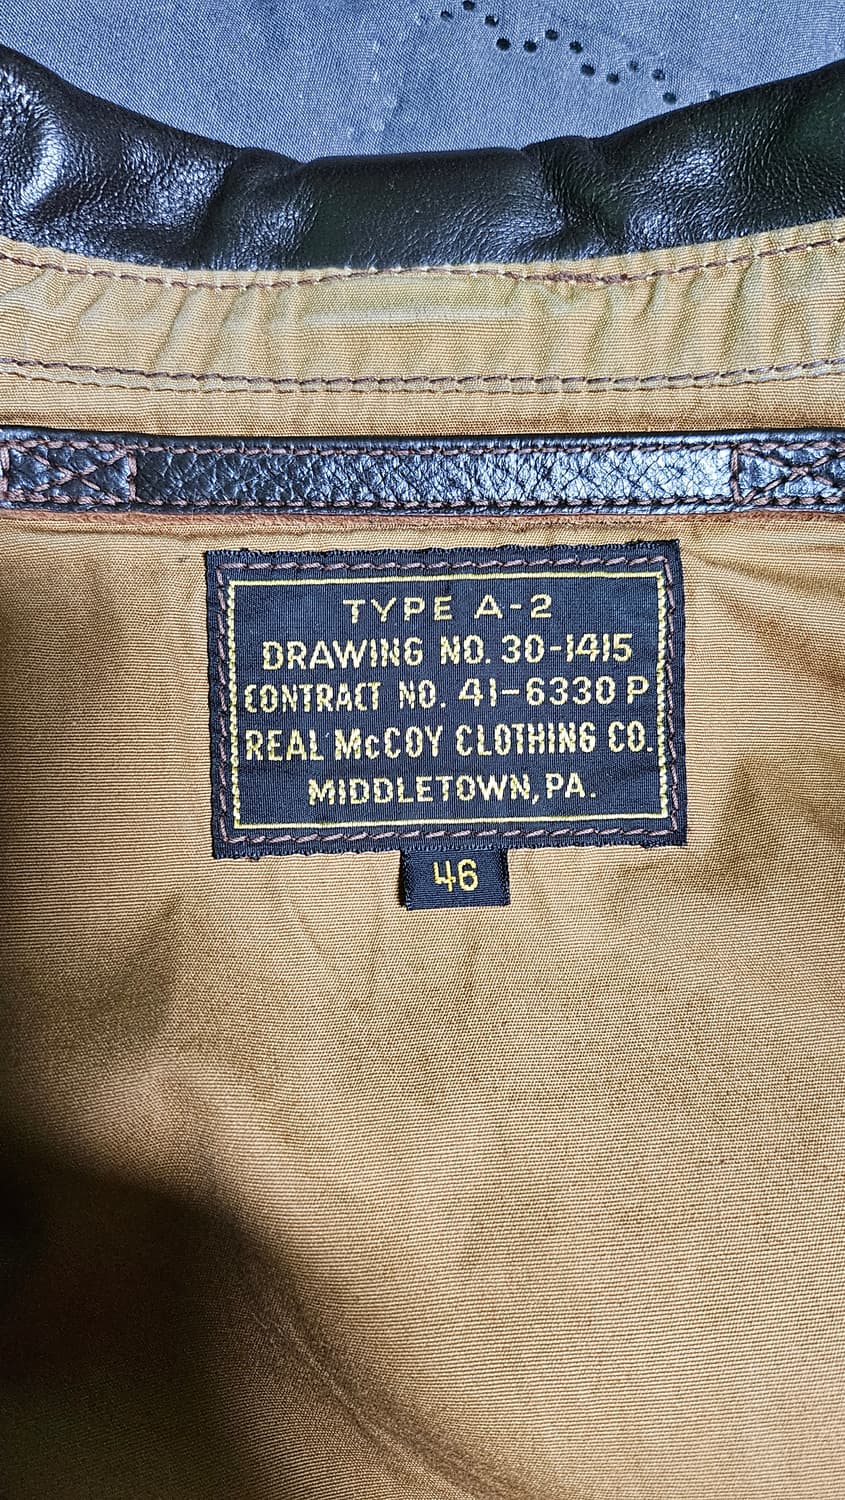 TYPE A-2
DRAWING NO. 30-1415
CONTRACT NO. 41-6330 P
REAL McCOY CLOTHING CO.
MIDDLETOWN, PA.
46